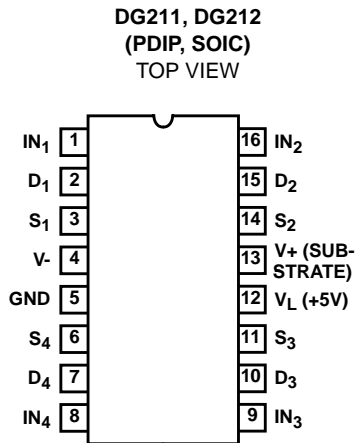 DG211, DG212
(PDIP, SOIC)
TOP VIEW
IN1 1 16 IN2
D1 2 15 D2
S1 3 14 S2
V- 4 13 V+ (SUB-
STRATE)
GND 5 12 VL (+5V)
S4 6 11 S3
D4 7 10 D3
IN4 8 9 IN3